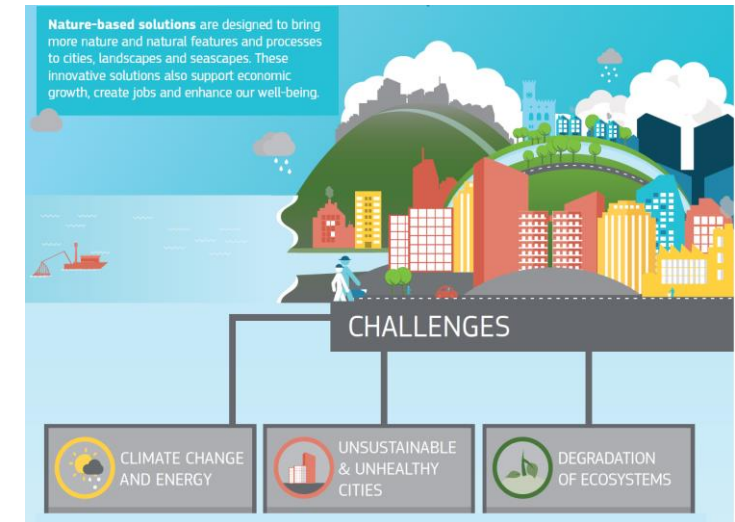 Nature-based solutions are designed to bring
more nature and natural features and processes
to cities, landscapes and seascapes. These
innovative solutions also support economic
growth, create jobs and enhance our well-being.
CHALLENGES
CLIMATE CHANGE
AND ENERGY
UNSUSTAINABLE
& UNHEALTHY
CITIES
DEGRADATION
OF ECOSYSTEMS